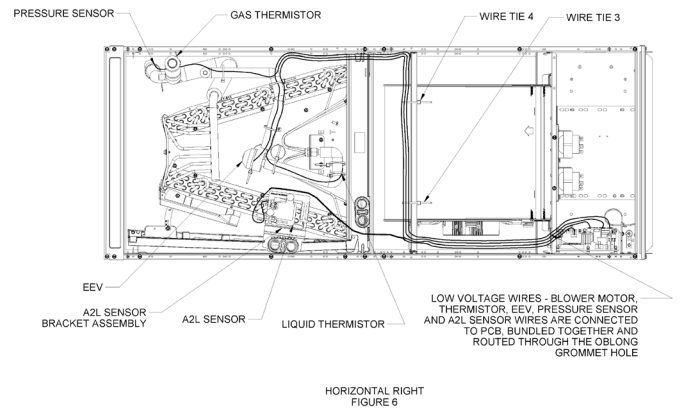 PRESSURE SENSOR
GAS THERMISTOR
WIRE TIE 4
WIRE TIE 3
EEV
A2L SENSOR
BRACKET ASSEMBLY
A2L SENSOR
LIQUID THERMISTOR
LOW VOLTAGE WIRES - BLOWER MOTOR,
THERMISTOR, EEV, PRESSURE SENSOR
AND A2L SENSOR WIRES ARE CONNECTED
TO PCB, BUNDLED TOGETHER AND
ROUTED THROUGH THE OBLONG
GROMMET HOLE
HORIZONTAL RIGHT
FIGURE 6